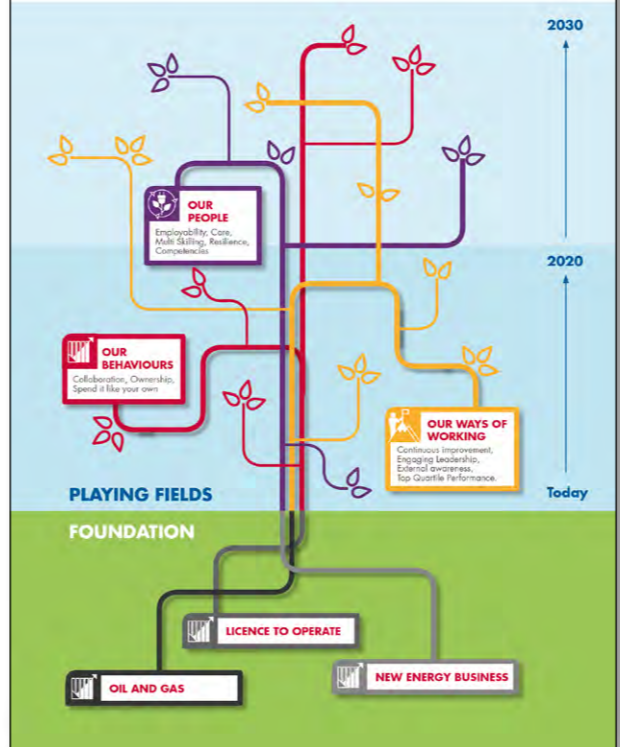 2030
OUR
PEOPLE
Employability, Care,
Multi Skilling, Resilience,
Competencies
2020
OUR
BEHAVIOURS
Collaboration, Ownership,
Spend it like your own
OUR WAYS OF
WORKING
Continuous improvement,
Engaging Leadership,
External awareness,
Top Quartile Performance.
PLAYING FIELDS
Today
FOUNDATION
LICENCE TO OPERATE
NEW ENERGY BUSINESS
OIL AND GAS